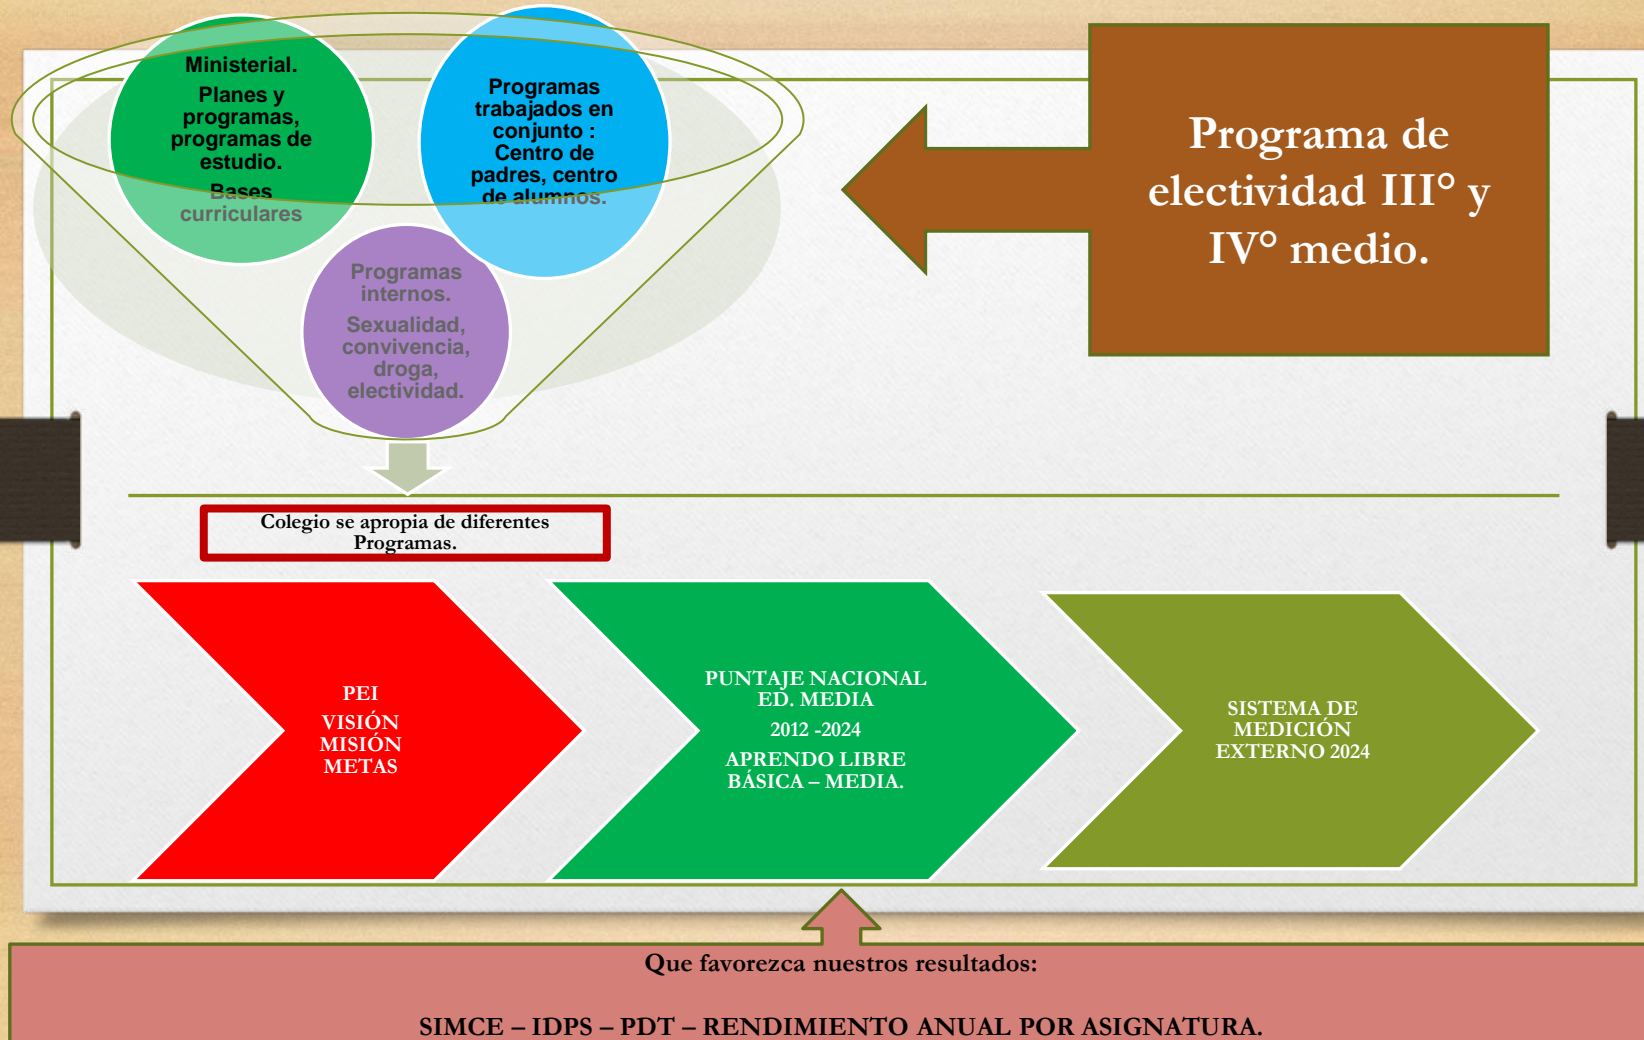 Ministerial.
Planes y
programas,
programas de
estudio.
Bases
curriculares
Programas
trabajados en
conjunto :
Centro de
padres, centro
de alumnos.
Programas
internos.
Sexualidad,
convivencia,
droga,
electividad.
Programa de
electividad III° y
IV° medio.
Colegio se apropia de diferentes
Programas.
PEI
VISIÓN
MISIÓN
METAS
PUNTAJE NACIONAL
ED. MEDIA
2012 -2024
APRENDO LIBRE
BÁSICA – MEDIA.
SISTEMA DE
MEDICIÓN
EXTERNO 2024
Que favorezca nuestros resultados:
SIMCE – IDPS – PDT – RENDIMIENTO ANUAL POR ASIGNATURA.